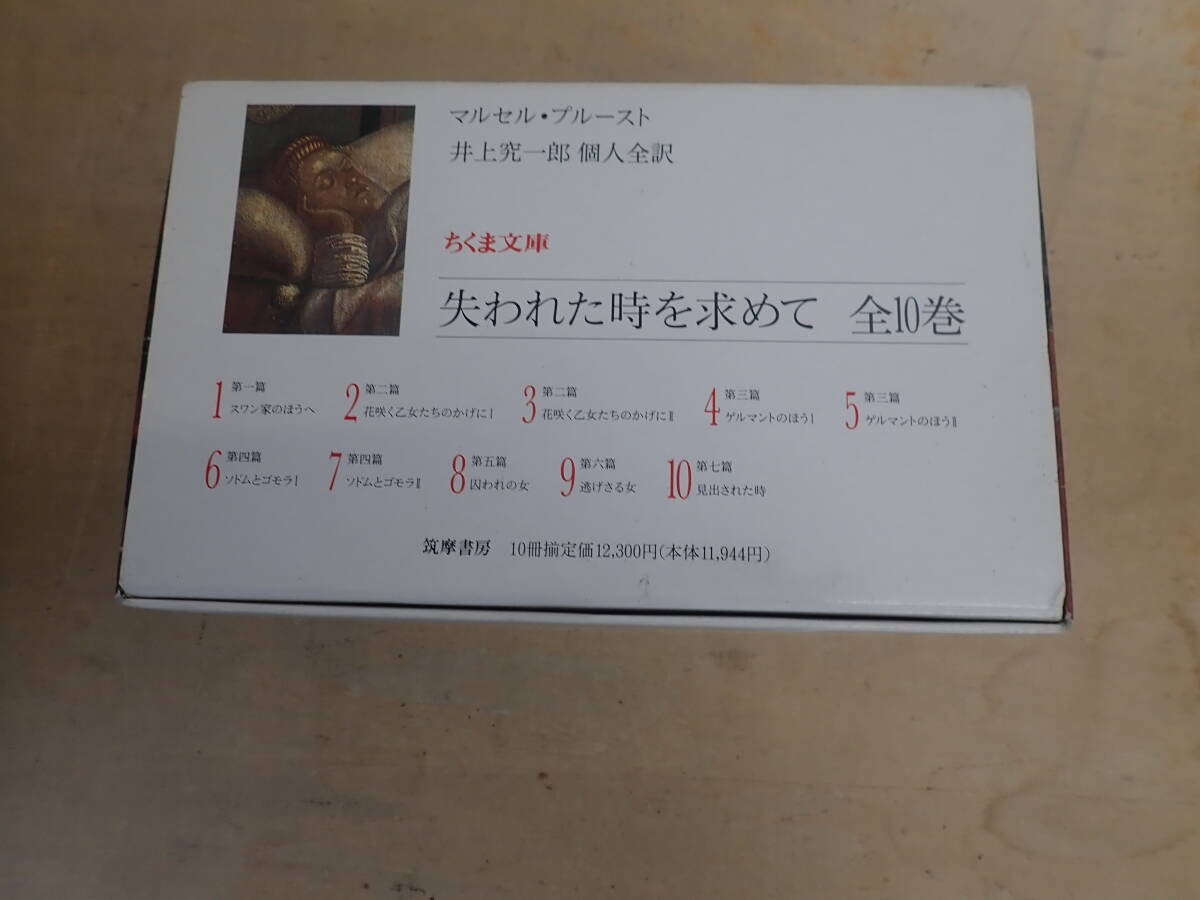 マルセル・プルースト
井上究一郎 個人全訳
ちくま文庫
失われた時を求めて 全10巻
1 第一篇 スワン家のほうへ
2 第二篇 花咲く乙女たちのかげにⅠ
3 第二篇 花咲く乙女たちのかげにⅡ
4 第三篇 ゲルマントのほうⅠ
5 第三篇 ゲルマントのほうⅡ
6 第四篇 ソドムとゴモラⅠ
7 第四篇 ソドムとゴモラⅡ
8 第五篇 囚われの女
9 第六篇 逃げさる女
10 第七篇 見出された時
筑摩書房 10冊揃定価12,300円(本体11,944円)